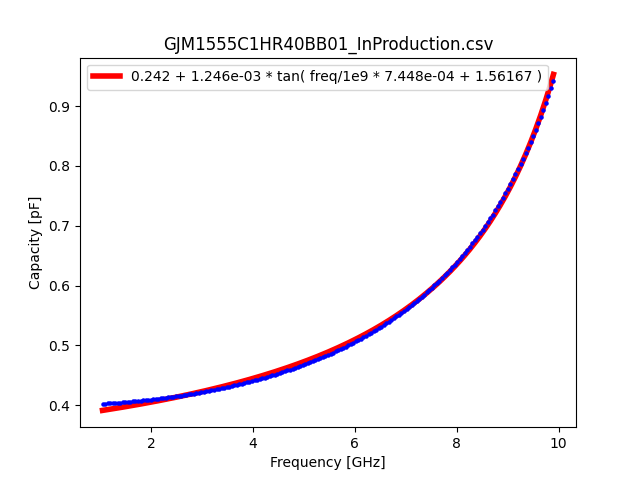 GJM1555C1HR40BB01_InProduction.csv
0.242 + 1.246e-03 * tan( freq/1e9 * 7.448e-04 + 1.56167 )
0.9
0.8
0.7
0.6
0.5
0.4
Capacity [pF]
2 4 6 8 10
Frequency [GHz]